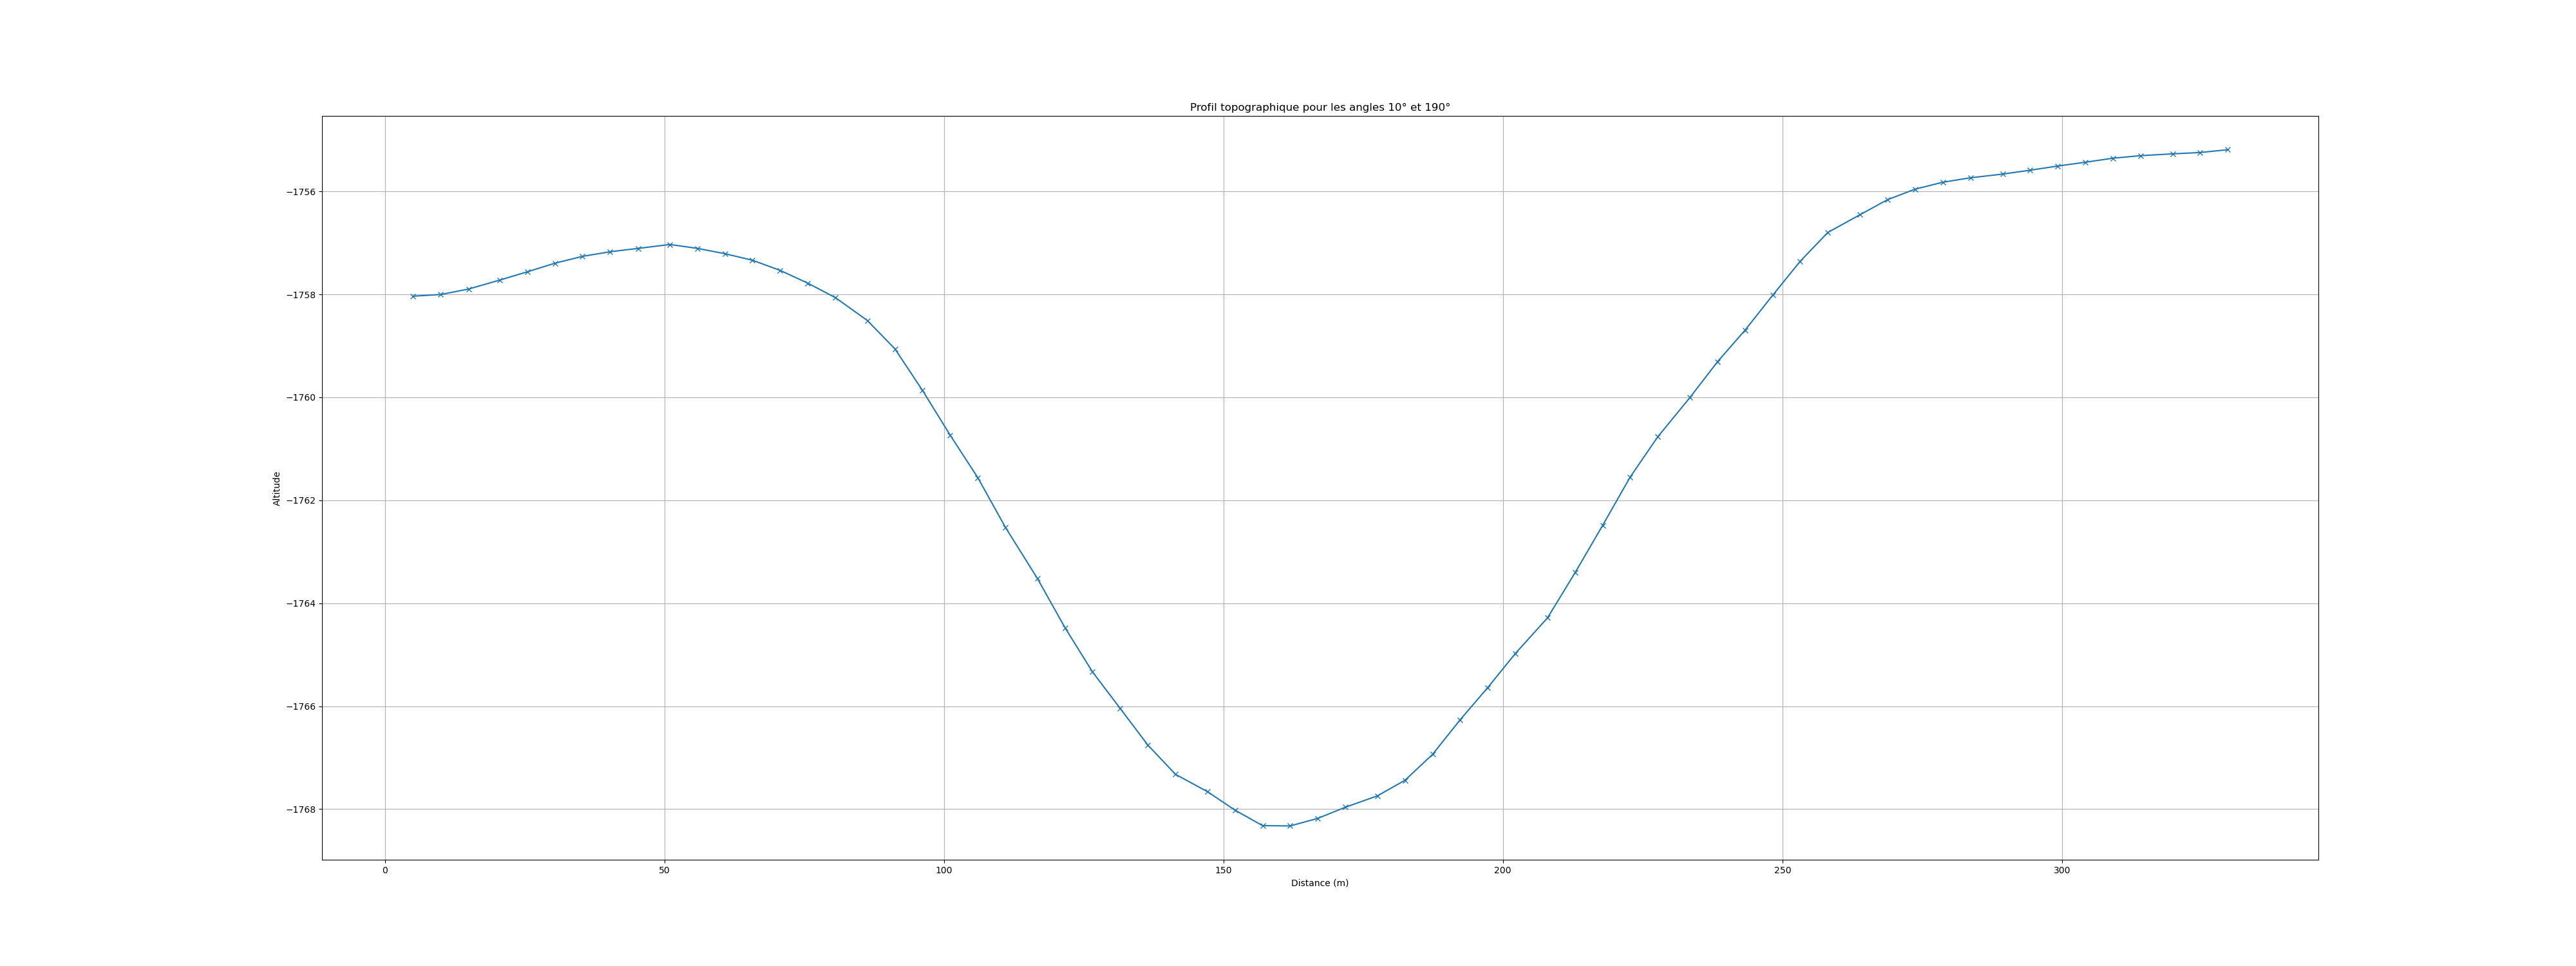 Profil topographique pour les angles 10° et 190°
Altitude
−1756
−1758
−1760
−1762
−1764
−1766
−1768
0 50 100 150 200 250 300
Distance (m)